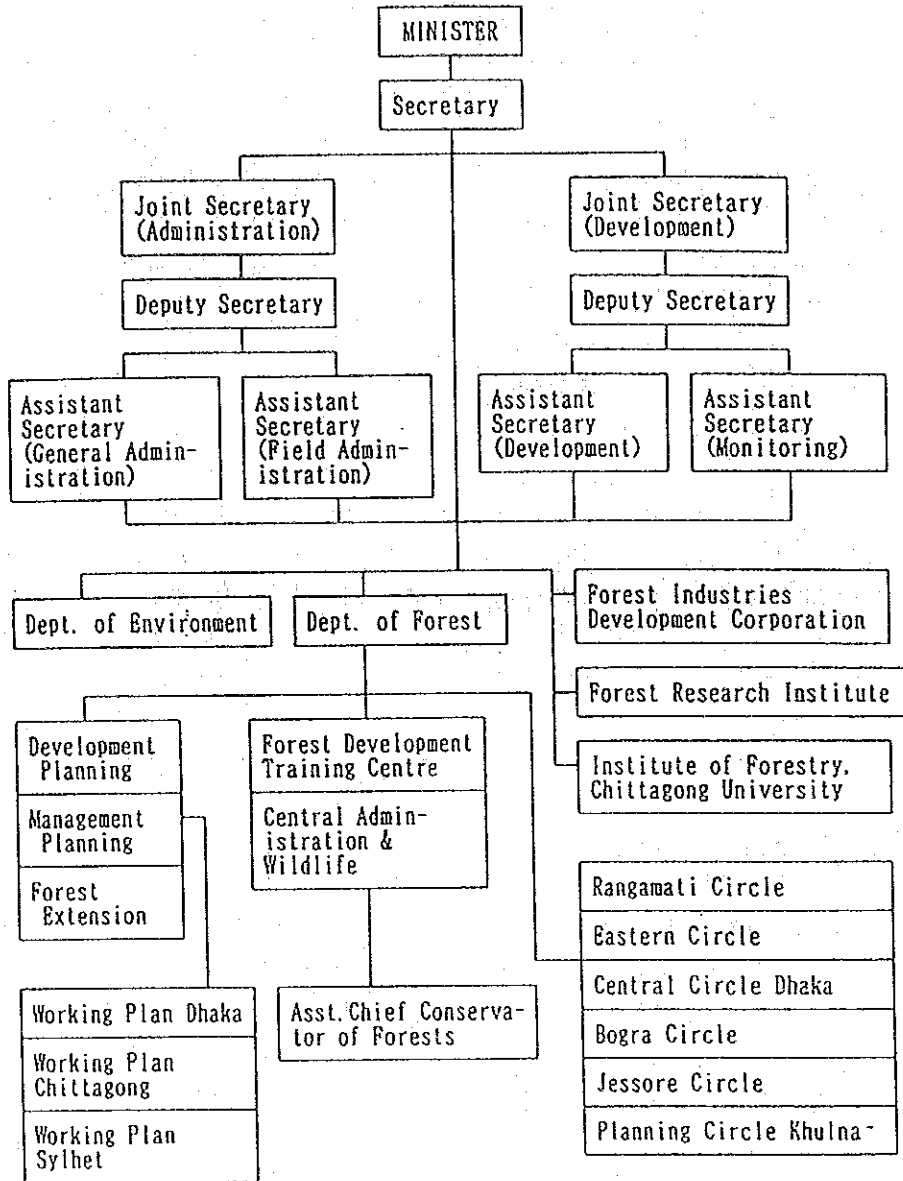 MINISTER
Secretary
Joint Secretary
(Administration)
Joint Secretary
(Development)
Deputy Secretary
Deputy Secretary
Assistant
Secretary
(General Admin-
istration)
Assistant
Secretary
(Field Admin-
istration)
Assistant
Secretary
(Development)
Assistant
Secretary
(Monitoring)
Dept. of Environment
Dept. of Forest
Forest Industries
Development Corporation
Forest Research Institute
Institute of Forestry,
Chittagong University
Development
Planning
Management
Planning
Forest
Extension
Forest Development
Training Centre
Central Admin-
istration &
Wildlife
Rangamati Circle
Eastern Circle
Central Circle Dhaka
Bogra Circle
Jessore Circle
Planning Circle Khulna
Working Plan Dhaka
Working Plan
Chittagong
Working Plan
Sylhet
Asst. Chief Conserva-
tor of Forests